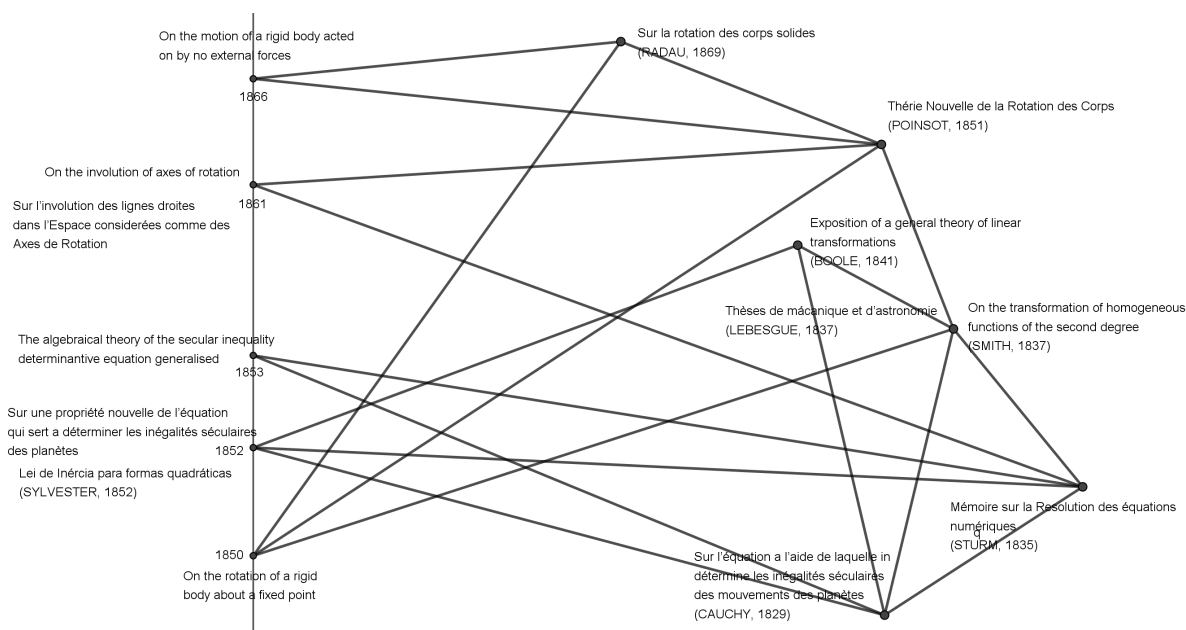 On the motion of a rigid body acted
on by no external forces
1866
Sur la rotation des corps solides
(RADAU, 1869)
Thérie Nouvelle de la Rotation des Corps
(POINSOT, 1851)
On the involution of axes of rotation
1861
Sur l'involution des lignes droites
dans l'Espace considerées comme des
Axes de Rotation
Exposition of a general theory of linear
transformations
(BOOLE, 1841)
Thèses de mácanique et d'astronomie
(LEBESGUE, 1837)
On the transformation of homogeneous
functions of the second degree
(SMITH, 1837)
The algebraical theory of the secular inequality
determinantive equation generalised
1853
Sur une propriété nouvelle de l'équation
qui sert a déterminer les inégalités séculaires
des planètes
1852
Lei de Inércia para formas quadráticas
(SYLVESTER, 1852)
Mémoire sur la Resolution des équations
numériques
q
(STURM, 1835)
1850
On the rotation of a rigid
body about a fixed point
Sur l'équation a l'aide de laquelle in
détermine les inégalités séculaires
des mouvements des planètes
(CAUCHY, 1829)